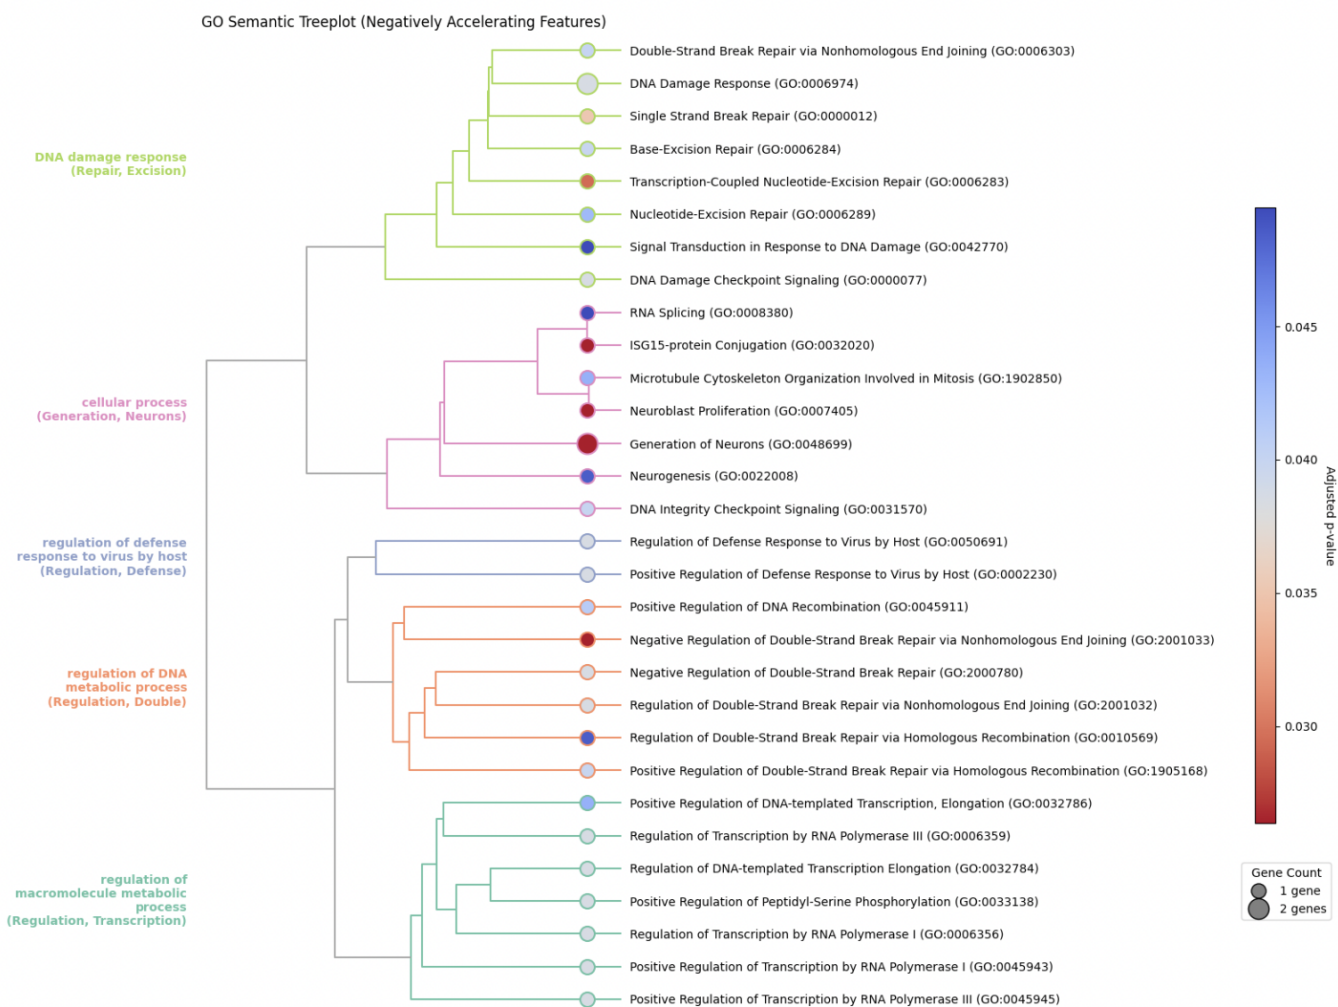 GO Semantic Treeplot (Negatively Accelerating Features)
Double-Strand Break Repair via Nonhomologous End Joining (GO:0006303)
DNA Damage Response (GO:0006974)
Single Strand Break Repair (GO:0000012)
Base-Excision Repair (GO:0006284)
DNA damage response
(Repair, Excision)
Transcription-Coupled Nucleotide-Excision Repair (GO:0006283)
Nucleotide-Excision Repair (GO:0006289)
Signal Transduction in Response to DNA Damage (GO:0042770)
DNA Damage Checkpoint Signaling (GO:0000077)
RNA Splicing (GO:0008380)
ISG15-protein Conjugation (GO:0032020)
Microtubule Cytoskeleton Organization Involved in Mitosis (GO:1902850)
cellular process
(Generation, Neurons)
Neuroblast Proliferation (GO:0007405)
Generation of Neurons (GO:0048699)
Neurogenesis (GO:0022008)
DNA Integrity Checkpoint Signaling (GO:0031570)
regulation of defense
response to virus by host
(Regulation, Defense)
Regulation of Defense Response to Virus by Host (GO:0050691)
Positive Regulation of Defense Response to Virus by Host (GO:0002230)
Positive Regulation of DNA Recombination (GO:0045911)
Negative Regulation of Double-Strand Break Repair via Nonhomologous End Joining (GO:2001033)
regulation of DNA
metabolic process
(Regulation, Double)
Negative Regulation of Double-Strand Break Repair (GO:2000780)
Regulation of Double-Strand Break Repair via Nonhomologous End Joining (GO:2001032)
Regulation of Double-Strand Break Repair via Homologous Recombination (GO:0010569)
Positive Regulation of Double-Strand Break Repair via Homologous Recombination (GO:1905168)
Positive Regulation of DNA-templated Transcription, Elongation (GO:0032786)
Regulation of Transcription by RNA Polymerase III (GO:0006359)
Regulation of DNA-templated Transcription Elongation (GO:0032784)
regulation of
macromolecule metabolic
process
(Regulation, Transcription)
Positive Regulation of Peptidyl-Serine Phosphorylation (GO:0033138)
Regulation of Transcription by RNA Polymerase I (GO:0006356)
Positive Regulation of Transcription by RNA Polymerase I (GO:0045943)
Positive Regulation of Transcription by RNA Polymerase III (GO:0045945)
0.045
0.040
0.035
0.030
Adjusted p-value
Gene Count
1 gene
2 genes